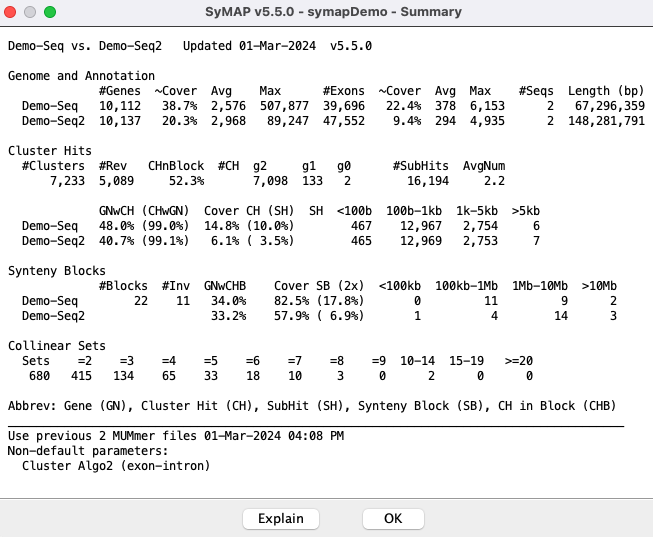 SyMAP v5.5.0 - symapDemo - Summary
Demo-Seq vs. Demo-Seq2   Updated 01-Mar-2024  v5.5.0
Genome and Annotation
#Genes  ~Cover  Avg    Max      #Exons  ~Cover  Avg  Max    #Seqs  Length (bp)
Demo-Seq   10,112  38.7%  2,576  507,877  39,696  22.4%  378  6,153  2   67,296,359
Demo-Seq2  10,137  20.3%  2,968   89,247  47,552   9.4%  294  4,935  2  148,281,791
Cluster Hits
#Clusters  #Rev   CHnBlock  #CH  g2     g1   g0      #SubHits  AvgNum
7,233  5,089     52.3%       7,098  133   2        16,194     2.2
GNwCH (CHwGN)  Cover CH (SH)  SH  <100b  100b-1kb  1k-5kb  >5kb
Demo-Seq   48.0% (99.0%)  14.8% (10.0%)      467    12,967   2,754     6
Demo-Seq2  40.7% (99.1%)   6.1% ( 3.5%)      465    12,969   2,753     7
Synteny Blocks
#Blocks  #Inv  GNwCHB    Cover SB (2x)  <100kb  100kb-1Mb  1Mb-10Mb  >10Mb
Demo-Seq        22    11   34.0%    82.5% (17.8%)       0         11         9      2
Demo-Seq2                  33.2%    57.9% ( 6.9%)       1          4        14      3
Collinear Sets
Sets    =2    =3    =4    =5    =6    =7    =8    =9  10-14  15-19   >=20
680   415   134    65    33    18    10     3     0      2      0      0
Abbrev: Gene (GN), Cluster Hit (CH), SubHit (SH), Synteny Block (SB), CH in Block (CHB)
Use previous 2 MUMmer files 01-Mar-2024 04:08 PM
Non-default parameters:
Cluster Algo2 (exon-intron)
Explain    OK